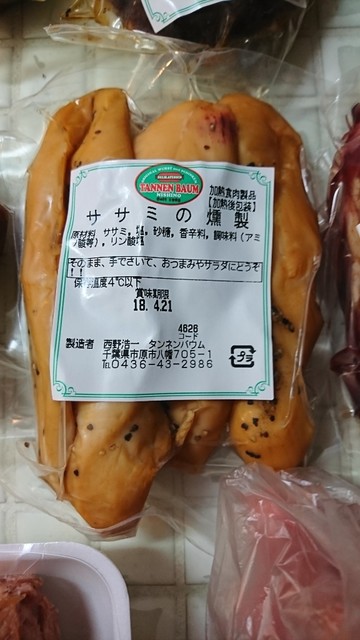 DELIKATESSEN
TANNEN BAUM
NISHINO
加熱食肉製品
【加熱後包装】
ササミの燻製
原材料 ササミ，塩，砂糖，香辛料，調味料（アミ
ノ酸等），リン酸塩
そのまま、手でさいて、おつまみやサラダにどうぞ
！！
保存温度4℃以下
賞味期限
18. 4.21
4626
コード
製造者 西野浩一 タンネンバウム
千葉県市原市八幡705-1
℡0436-43-2986
プラ